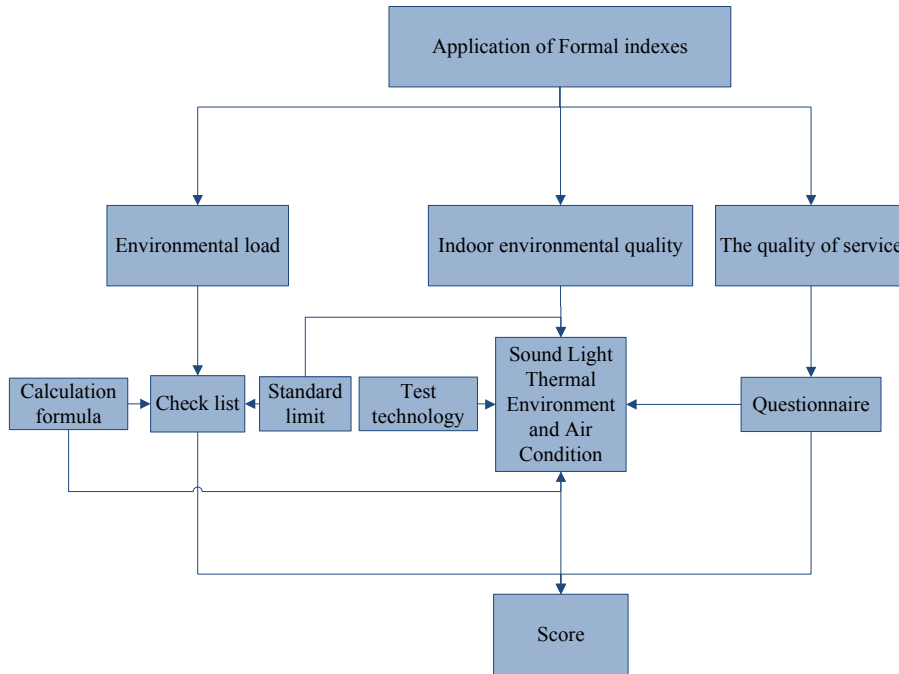 Application of Formal indexes
Environmental load
Indoor environmental quality
The quality of service
Calculation
formula
Check list
Standard
limit
Test
technology
Sound Light
Thermal
Environment
and Air
Condition
Questionnaire
Score